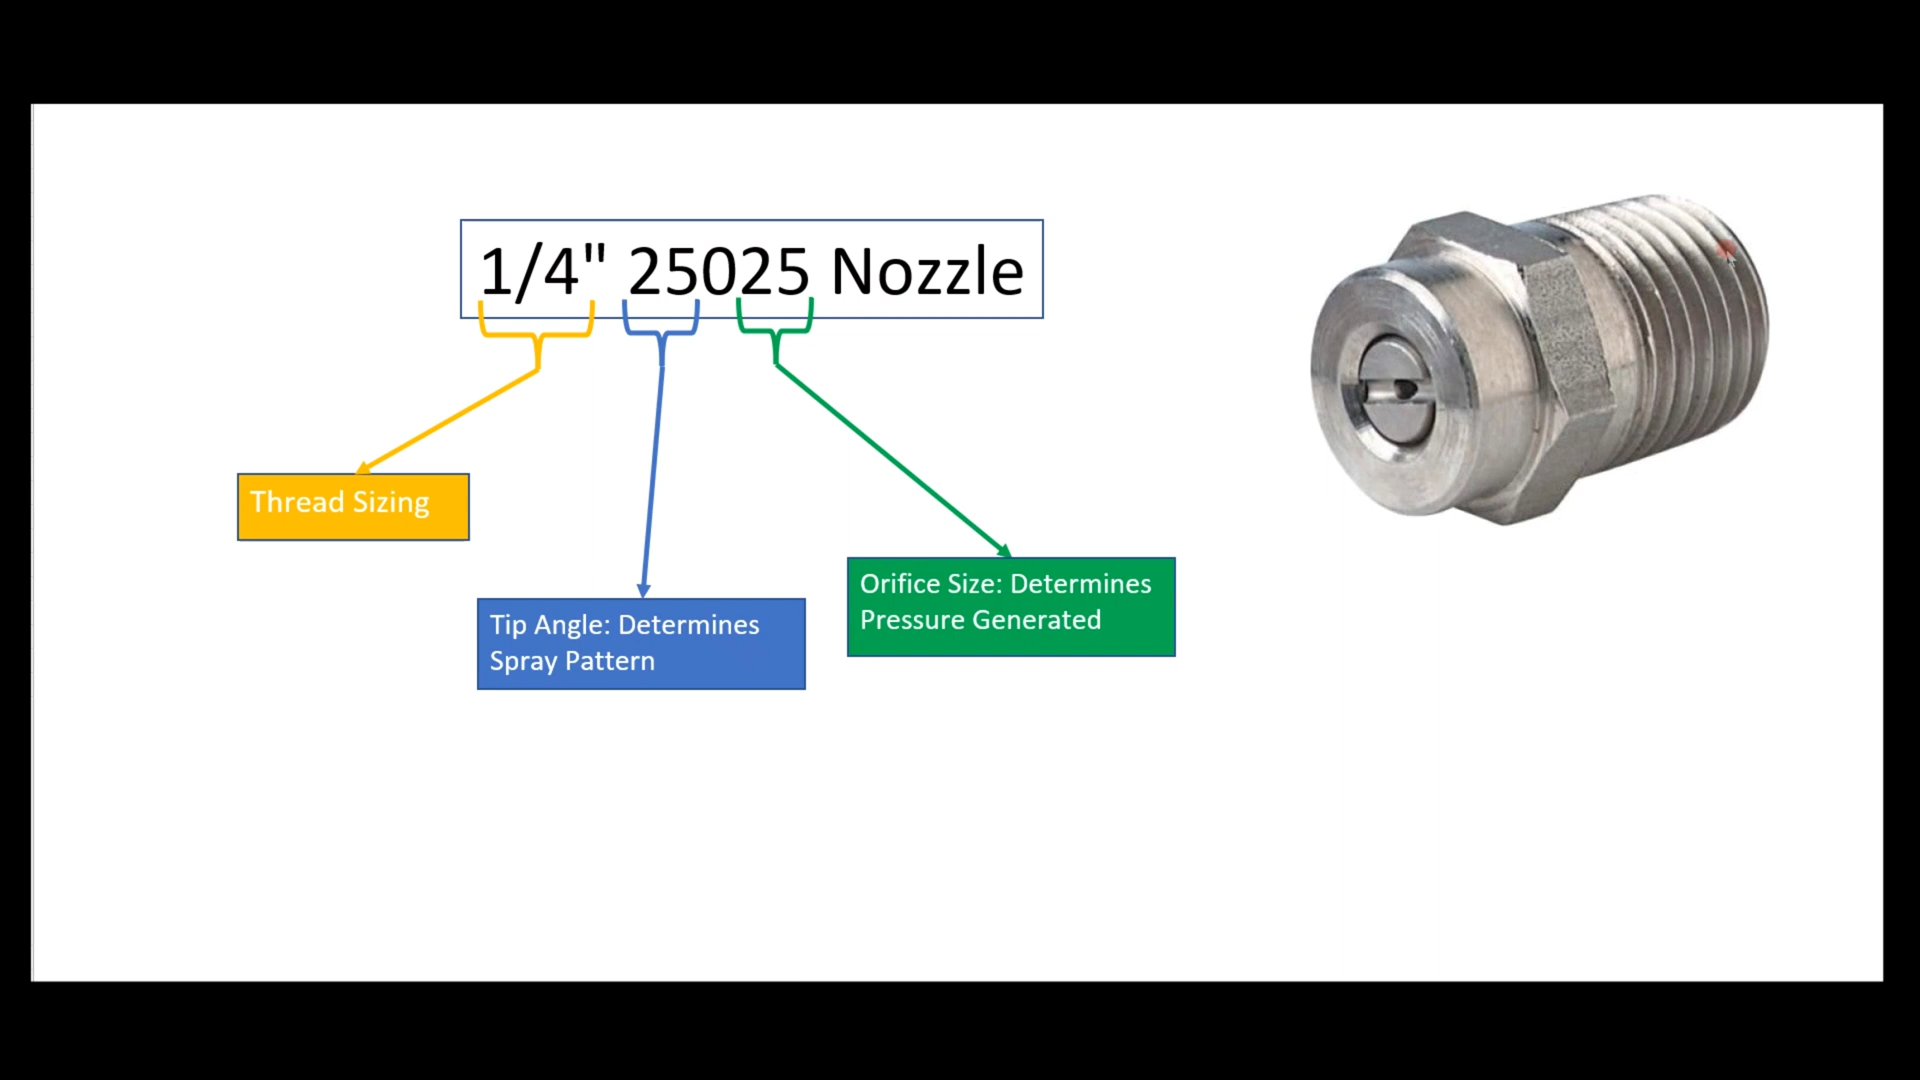 1/4" 25025 Nozzle
Thread Sizing
Tip Angle: Determines
Spray Pattern
Orifice Size: Determines
Pressure Generated